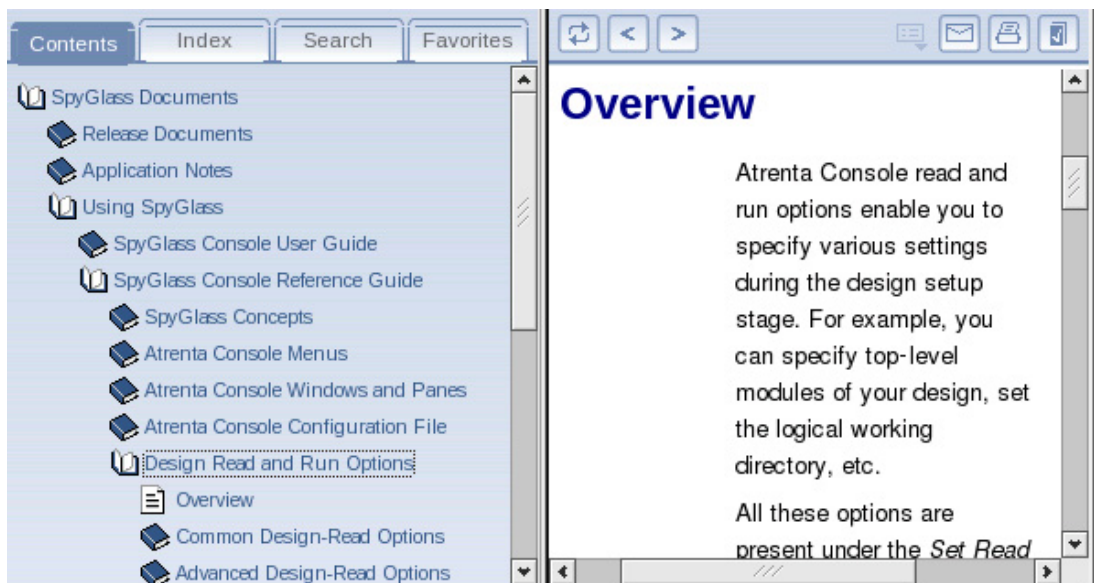 Contents
Index
Search
Favorites
SpyGlass Documents
Release Documents
Application Notes
Using SpyGlass
SpyGlass Console User Guide
SpyGlass Console Reference Guide
SpyGlass Concepts
Atrenta Console Menus
Atrenta Console Windows and Panes
Atrenta Console Configuration File
Design Read and Run Options
Overview
Common Design-Read Options
Advanced Design-Read Options
Overview
Atrenta Console read and
run options enable you to
specify various settings
during the design setup
stage. For example, you
can specify top-level
modules of your design, set
the logical working
directory, etc.
All these options are
present under the Set Read